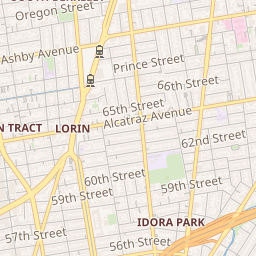 Oregon Street
Ashby Avenue
Prince Street
66th Street
65th Street
Alcatraz Avenue
N TRACT
LORIN
62nd Street
60th Street
59th Street
59th Street
IDORA PARK
57th Street
56th Street